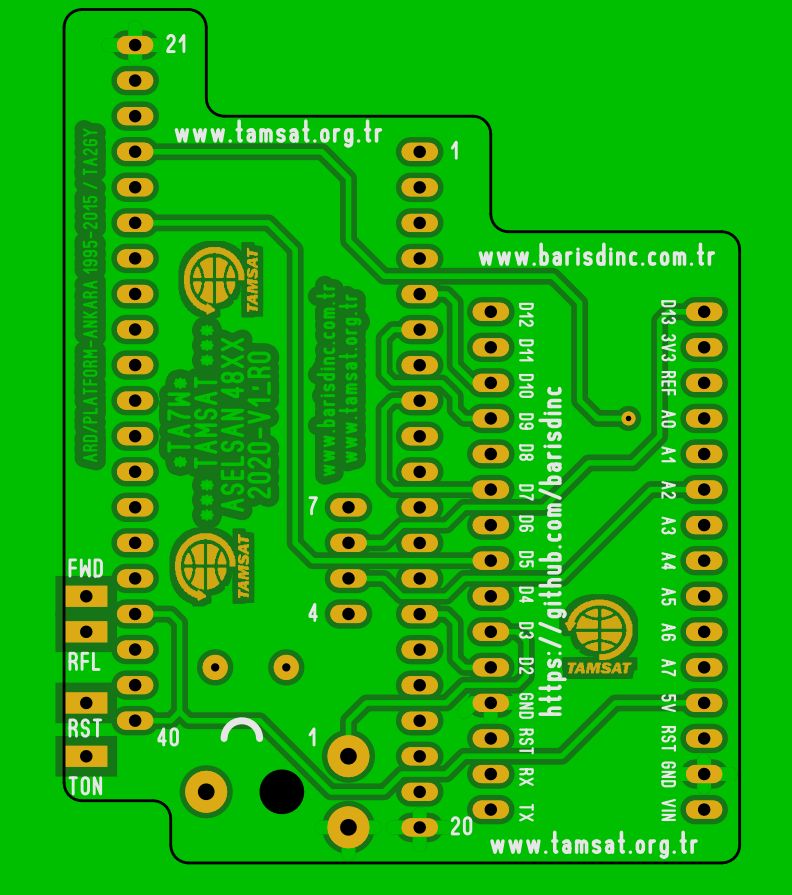 21
www.tamsat.org.tr
1
ARD/PLATFORM-ANKARA 1995-2015 / TA2GY
www.barisdinc.com.tr
TAMSAT
*TA7W*
*** TAMSAT ***
ASELSAN 48XX
2020-V1.R0
www.barisdinc.com.tr
www.tamsat.org.tr
D12
D11
D10
D9
D8
D7
D6
D5
D4
D3
D2
GND
RST
RX
TX
https://github.com/barisdinc
D13
3V3
REF
A0
A1
A2
A3
A4
A5
A6
A7
5V
RST
GND
VIN
7
TAMSAT
FWD
4
RFL
TAMSAT
RST
40
1
TON
20
www.tamsat.org.tr